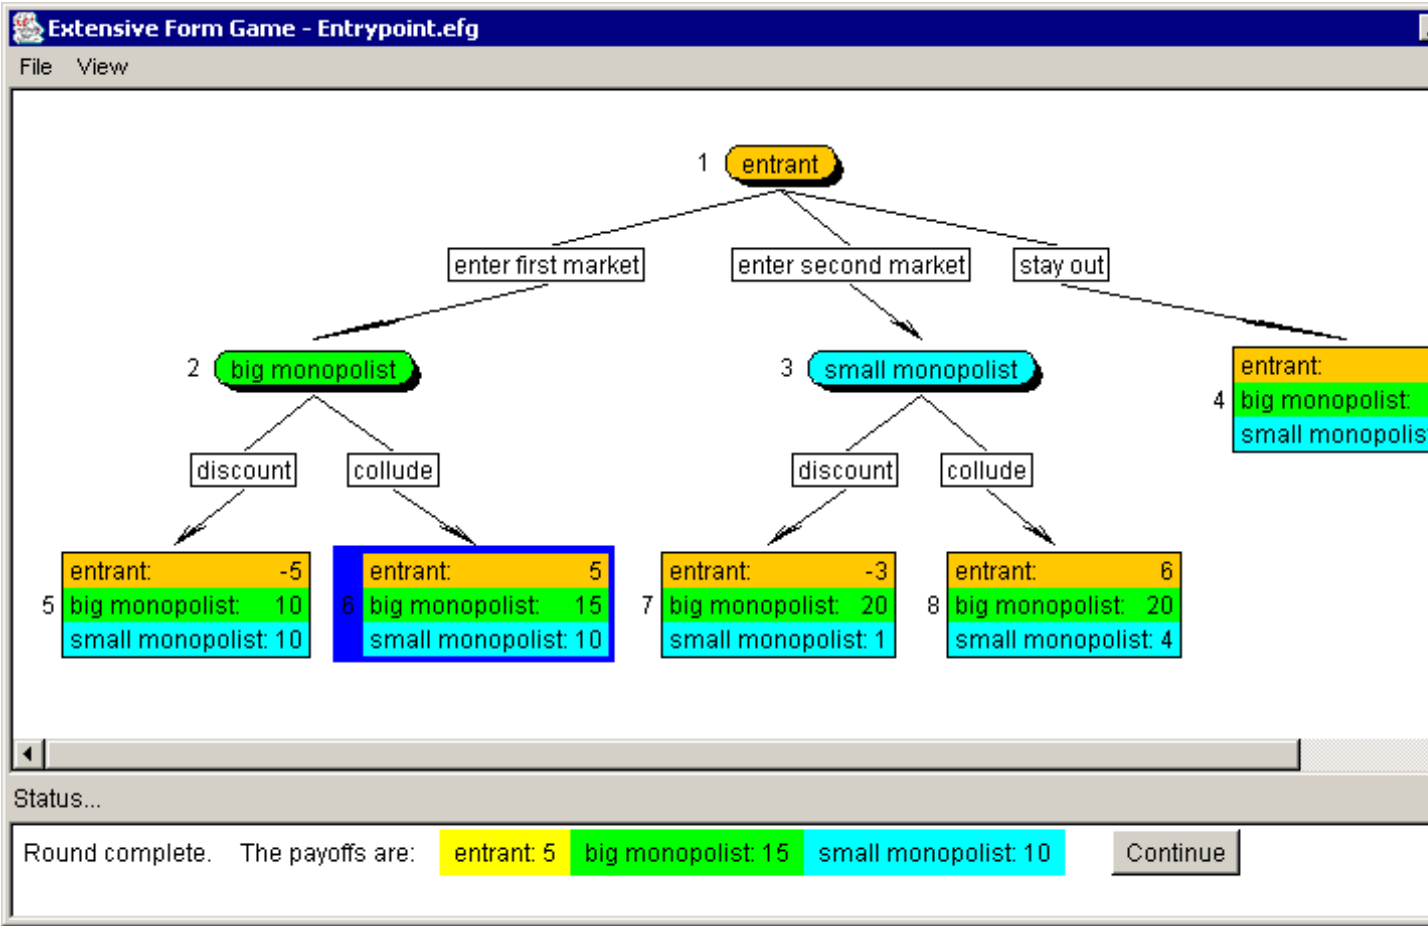 Extensive Form Game - Entrypoint.efg
File View
1 entrant
enter first market enter second market stay out
2 big monopolist 3 small monopolist
entrant:
4 big monopolist:
small monopolist
discount collude discount collude
entrant: -5 entrant: 5 entrant: -3 entrant: 6
5 big monopolist: 10 6 big monopolist: 15 7 big monopolist: 20 8 big monopolist: 20
small monopolist: 10 small monopolist: 10 small monopolist: 1 small monopolist: 4
Status...
Round complete. The payoffs are: entrant: 5 big monopolist: 15 small monopolist: 10 Continue